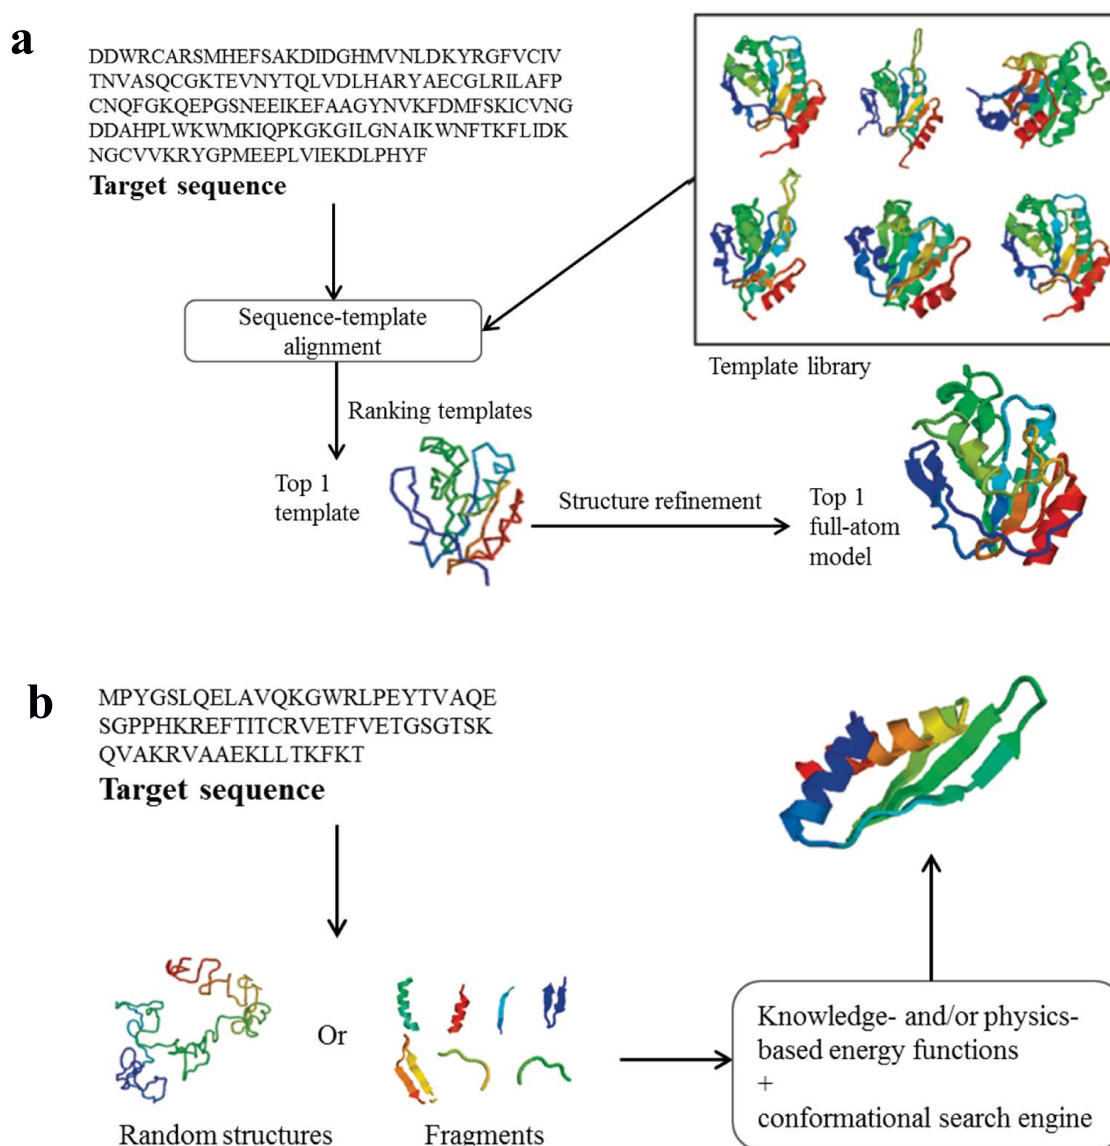 a
DDWRCARSMHEFSAKDIDGHMVNLDKYRGFVCIV
TNVASQCGKTEVNYTQLVDLHARYAECGLRILAFP
CNQFGKQEPGSNEEIKEFAAGYNVKFDMFSKICVNG
DDAHPLWKWMKIQPKGKGILGNAIKWNFTKFLIDK
NGCVVKRYGPMEEPLVIEKDLPHYF
Target sequence
Sequence-template
alignment
Template library
Ranking templates
Top 1
template
Structure refinement
Top 1
full-atom
model
b
MPYGSLQELAVQKGWRLPEYTVAQE
SGPPHKREFTITCRVETFVETGSGTSK
QVAKRVAAEKLLTKFKT
Target sequence
Or
Random structures
Fragments
Knowledge- and/or physics-
based energy functions
+
conformational search engine